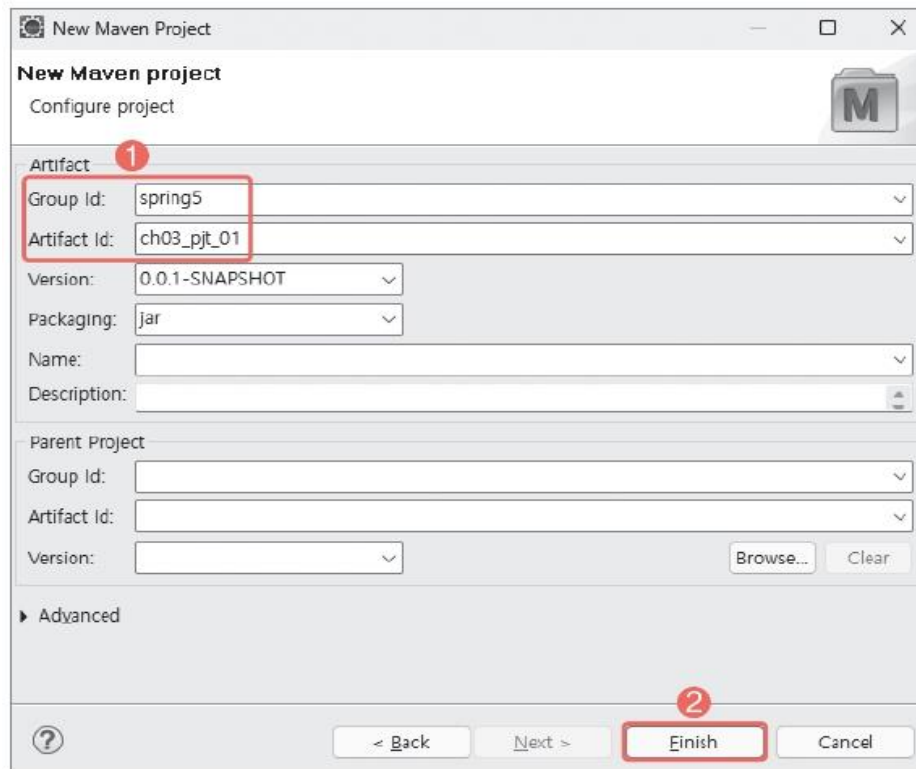 New Maven Project
New Maven project
Configure project
M
1
Artifact
Group Id: spring5
Artifact Id: ch03_pjt_01
Version: 0.0.1-SNAPSHOT
Packaging: jar
Name:
Description:
Parent Project
Group Id:
Artifact Id:
Version: Browse... Clear
Advanced
2
? < Back Next > Finish Cancel